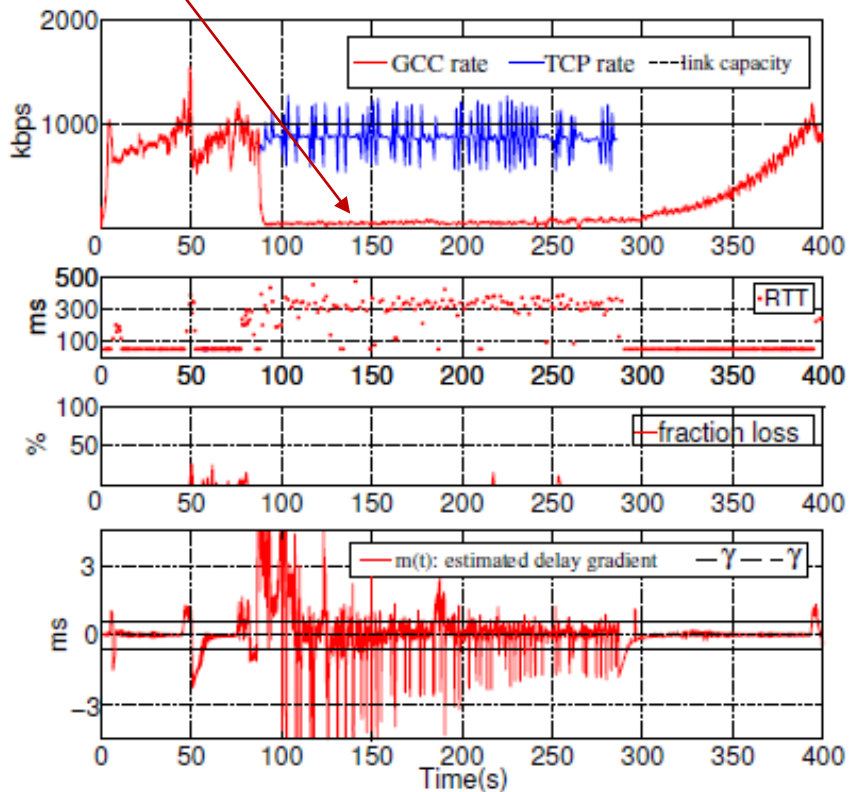 2000
GCC rate TCP rate link capacity
1000
kbps
0 50 100 150 200 250 300 350 400
500
300
100
ms
RTT
0 50 100 150 200 250 300 350 400
100
50
%
fraction loss
0 50 100 150 200 250 300 350 400
3
0
−3
ms
m(t): estimated delay gradient γ − γ
0 50 100 150 200 250 300 350 400
Time(s)